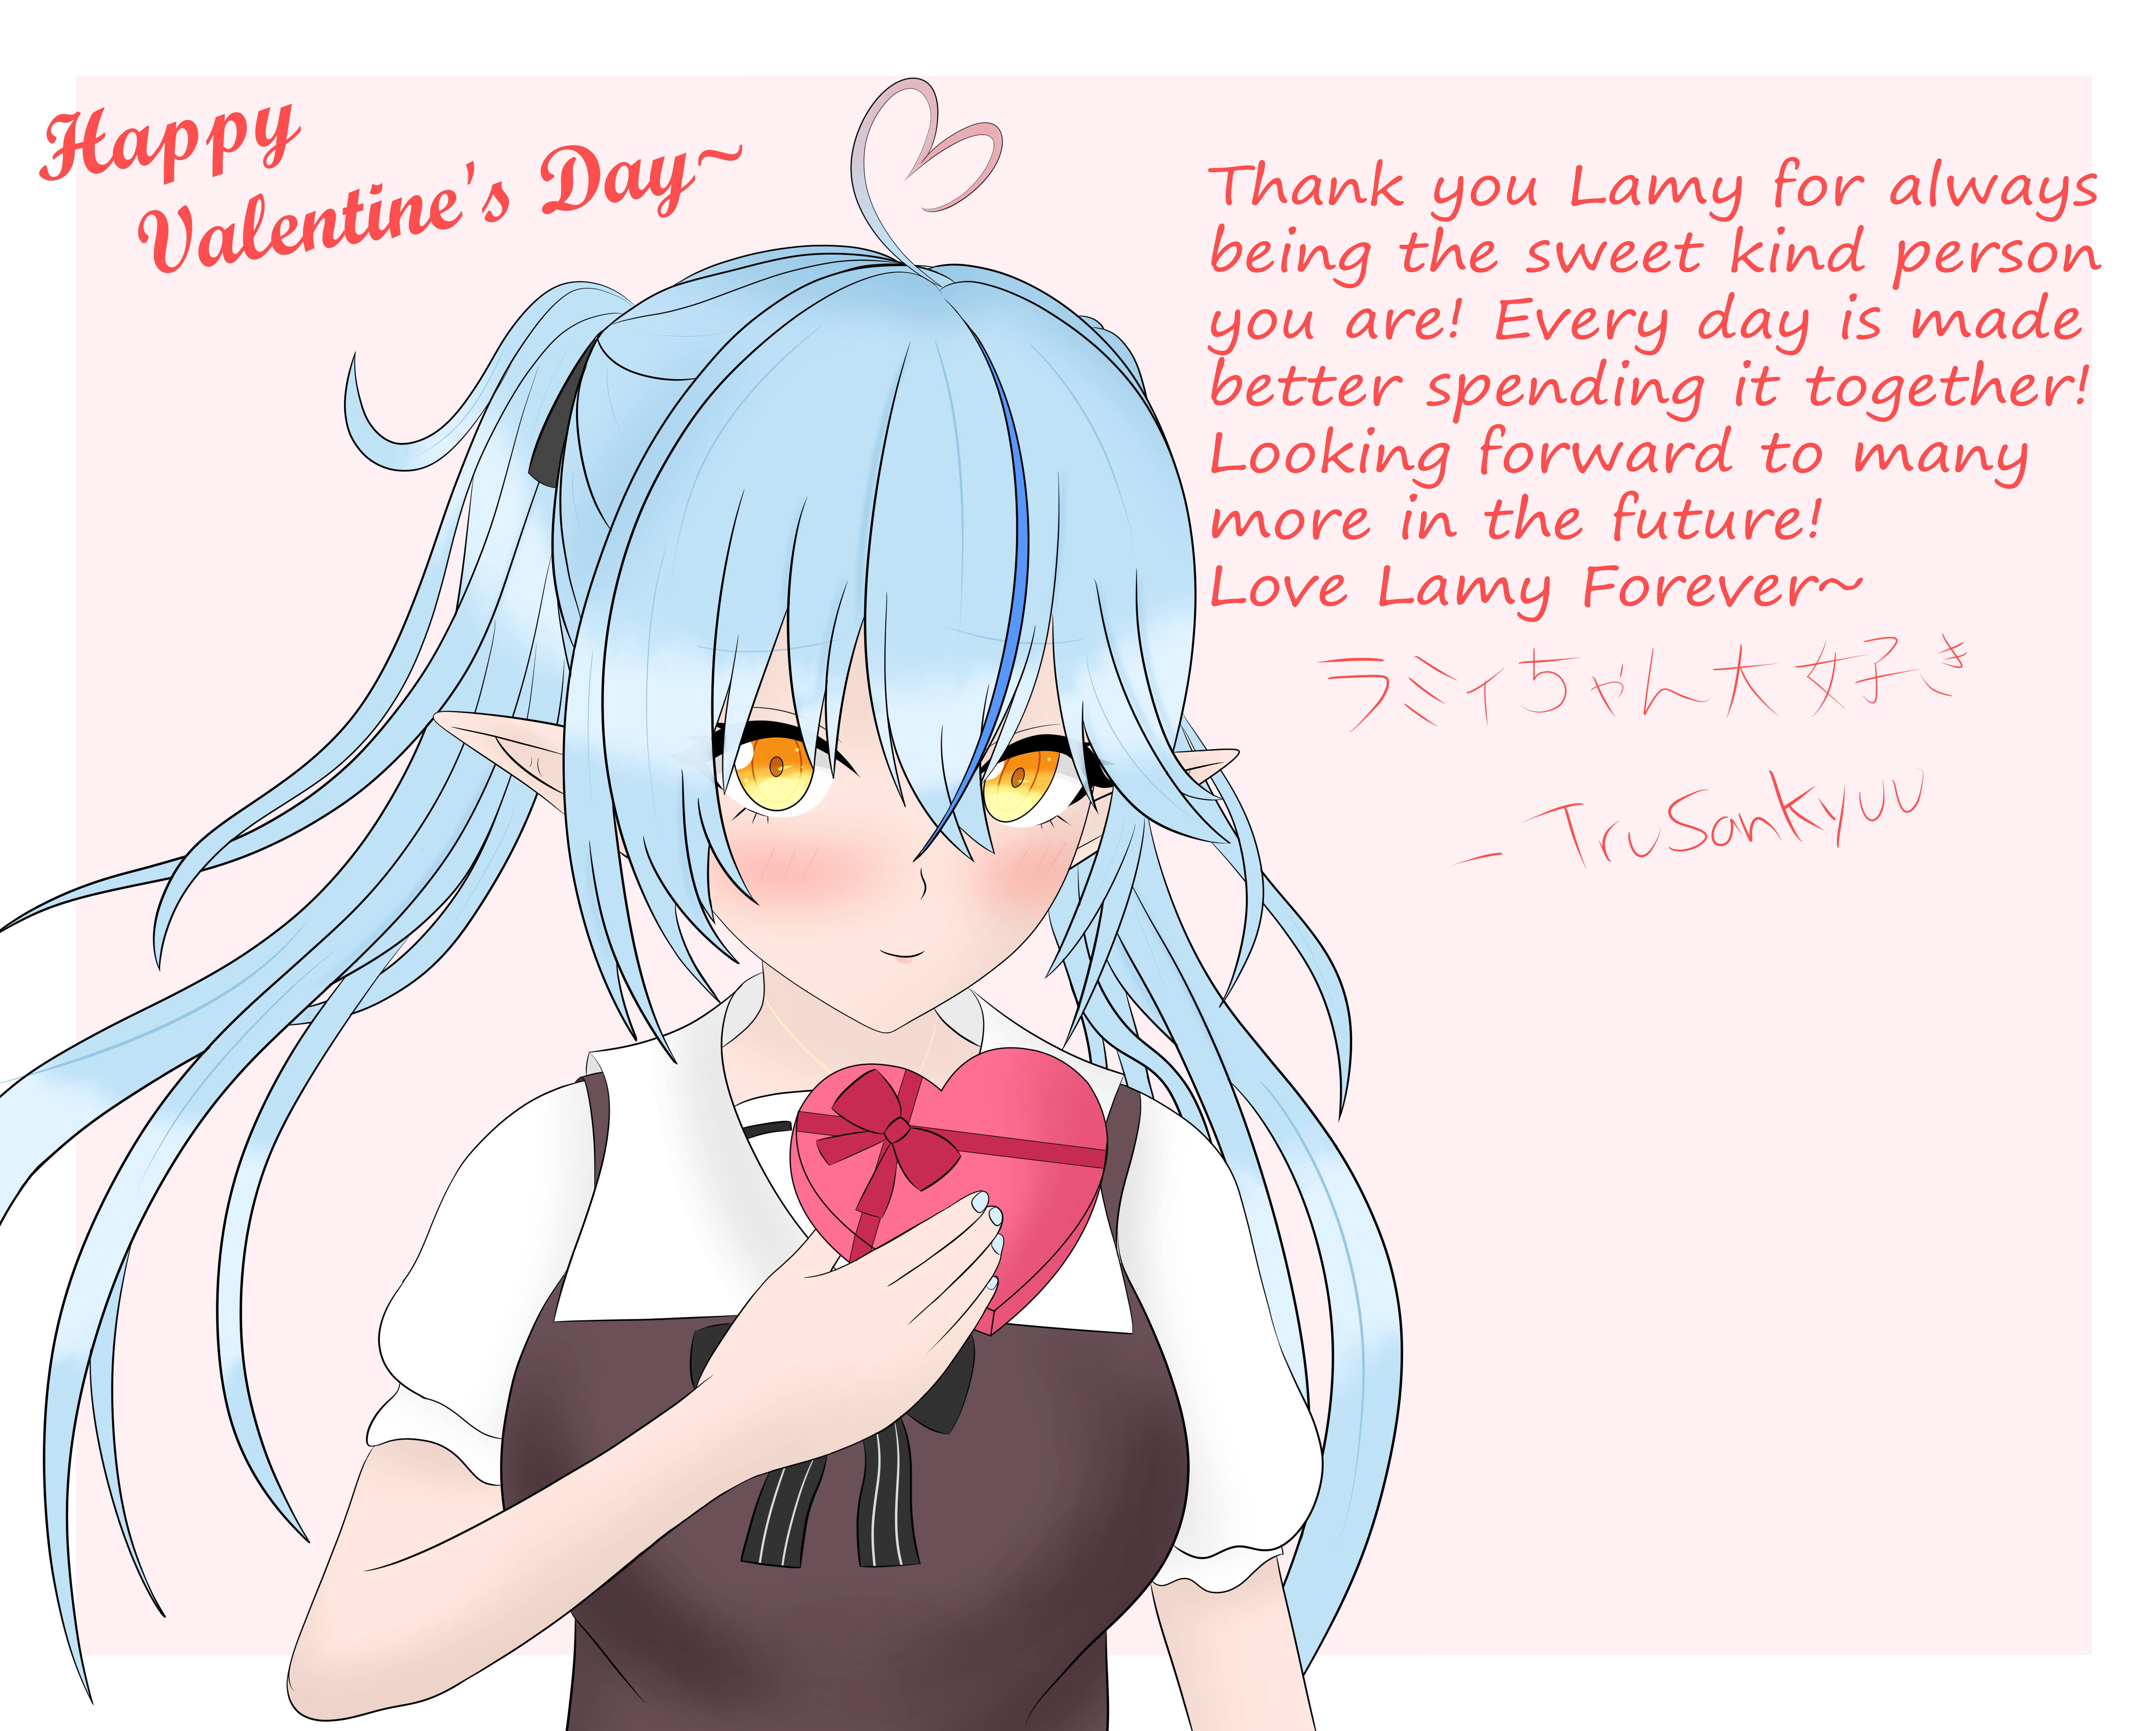 Happy
Valentine's Day~
Thank you Lamy for always
being the sweet kind person
you are! Every day is made
better spending it together!
Looking forward to many
more in the future!
Love Lamy Forever~
ラミィちゃん大好き
- TruSankyuu